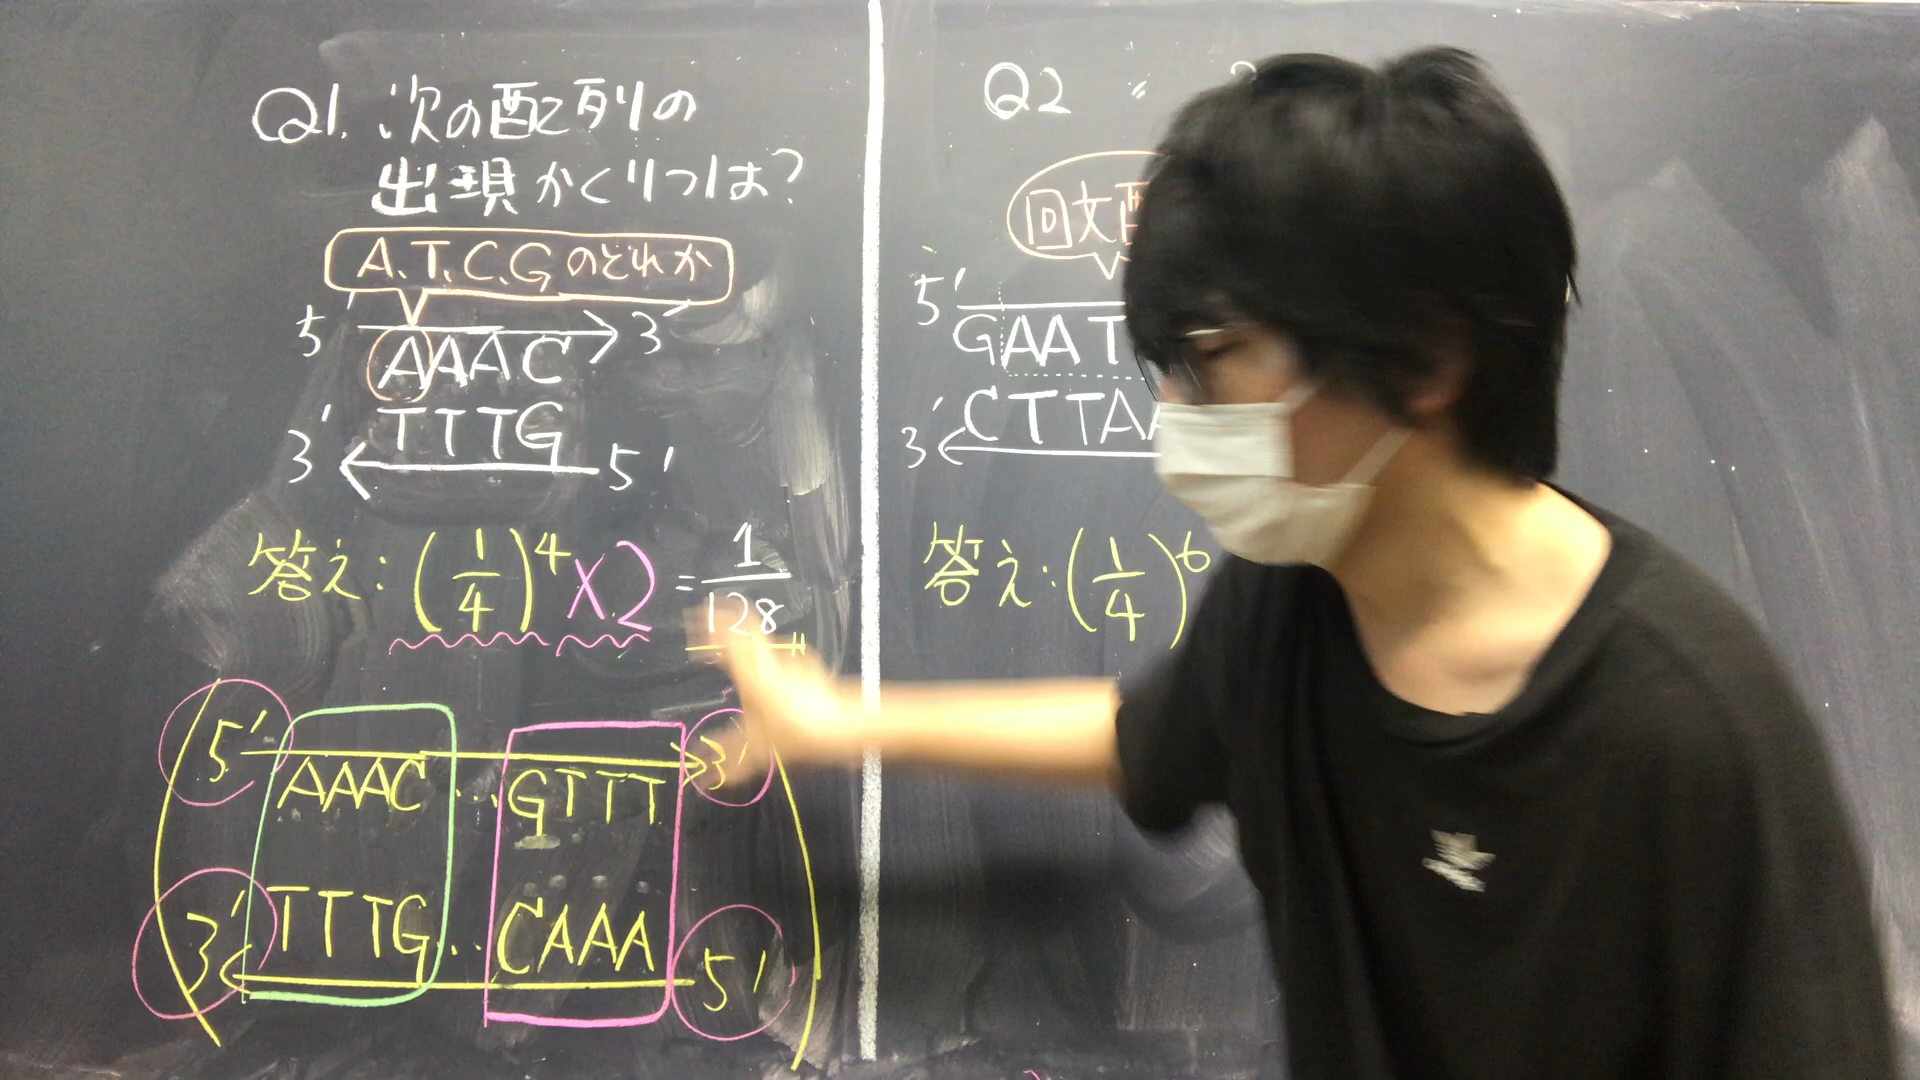 Q1. 次の配列の
出現かくりつは?
A.T.C.Gのどれか
5' 3'
AAAC
TTTG
3' 5'
答え: (1/4)^4 ×2 = 1/128
5' 3'
AAAC...GTTT
TTTG...CAAA
3' 5'
Q2 〃
回文配
5'
GAAT
CTTAA
3'
答え: (1/4)^6